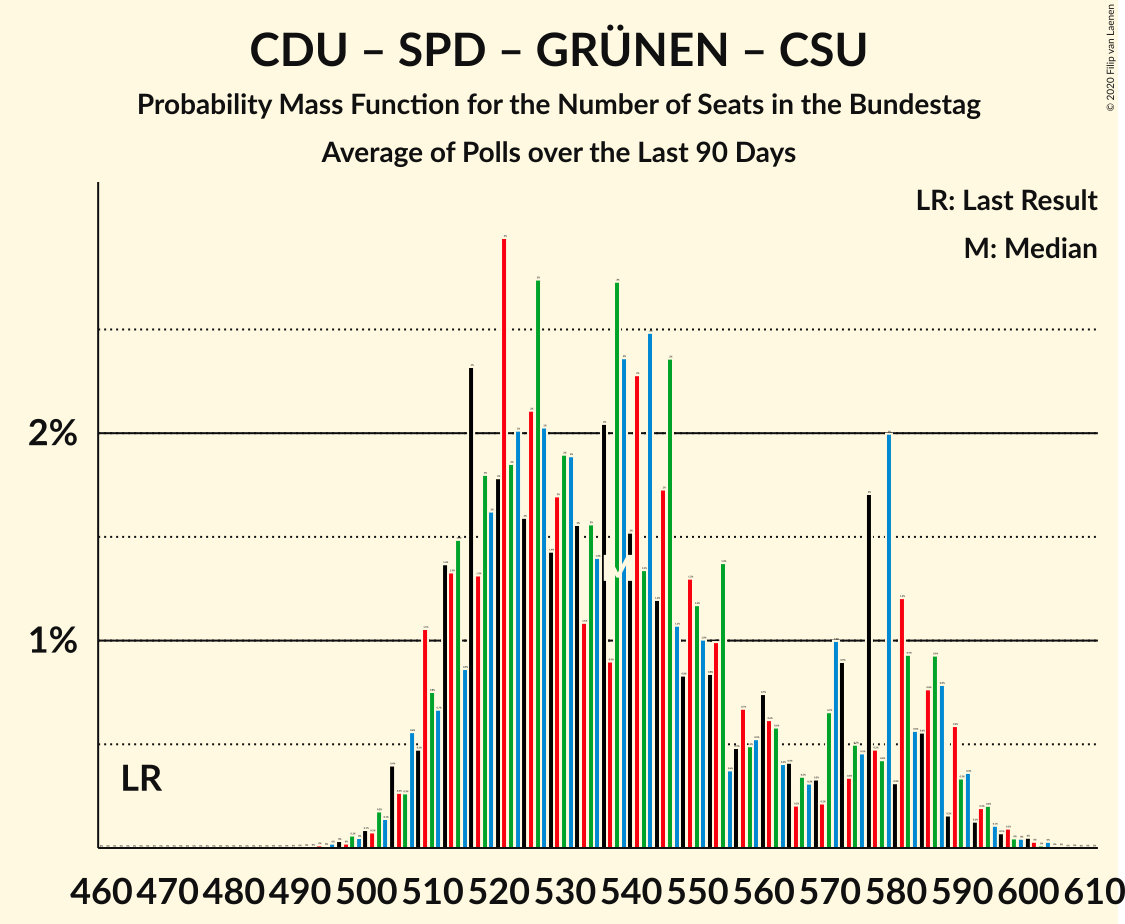 CDU – SPD – GRÜNEN – CSU
Probability Mass Function for the Number of Seats in the Bundestag
Average of Polls over the Last 90 Days
© 2020 Filip van Laenen
LR: Last Result
M: Median
2%
1%
LR
M
460 470 480 490 500 510 520 530 540 550 560 570 580 590 600 610